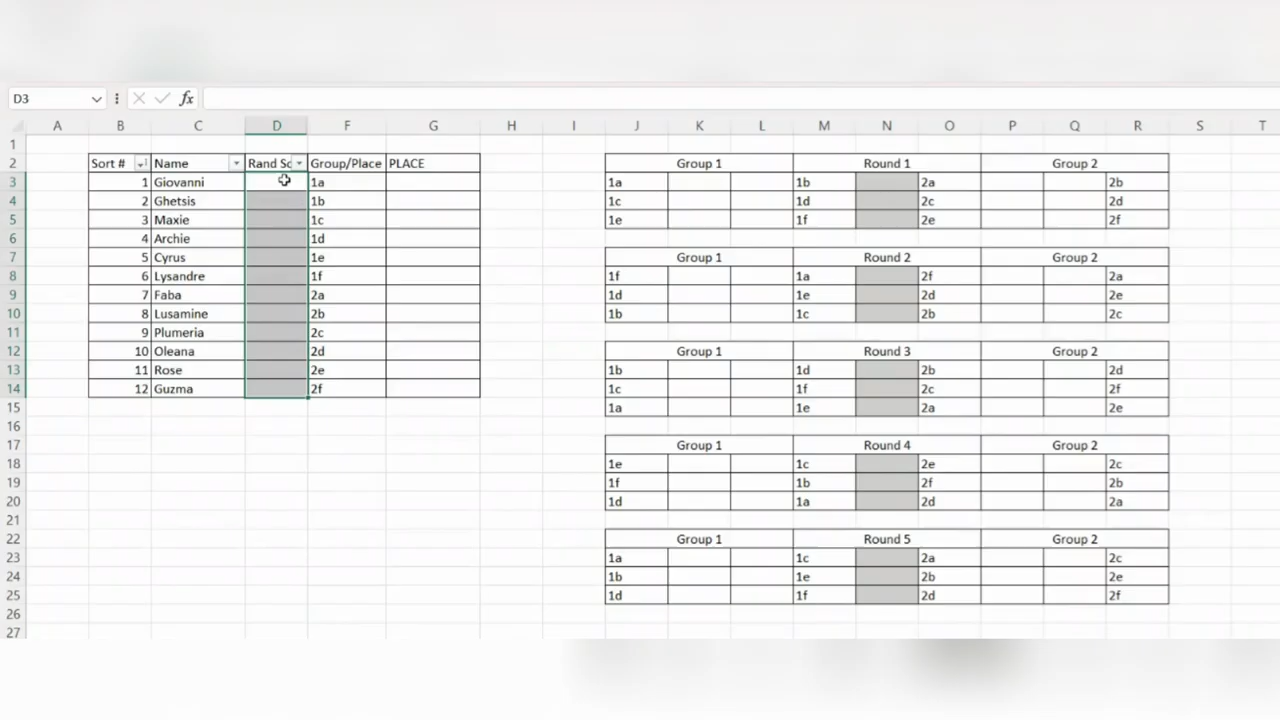 D3 fx
A B C D F G H I J K L M N O P Q R S T
1
2 Sort # Name Rand Sc Group/Place PLACE Group 1 Round 1 Group 2
3 1 Giovanni 1a 1a 1b 2a 2b
4 2 Ghetsis 1b 1c 1d 2c 2d
5 3 Maxie 1c 1e 1f 2e 2f
6 4 Archie 1d
7 5 Cyrus 1e Group 1 Round 2 Group 2
8 6 Lysandre 1f 1f 1a 2f 2a
9 7 Faba 2a 1d 1e 2d 2e
10 8 Lusamine 2b 1b 1c 2b 2c
11 9 Plumeria 2c
12 10 Oleana 2d Group 1 Round 3 Group 2
13 11 Rose 2e 1b 1d 2b 2d
14 12 Guzma 2f 1c 1f 2c 2f
15 1a 1e 2a 2e
16
17 Group 1 Round 4 Group 2
18 1e 1c 2e 2c
19 1f 1b 2f 2b
20 1d 1a 2d 2a
21
22 Group 1 Round 5 Group 2
23 1a 1c 2a 2c
24 1b 1e 2b 2e
25 1d 1f 2d 2f
26
27